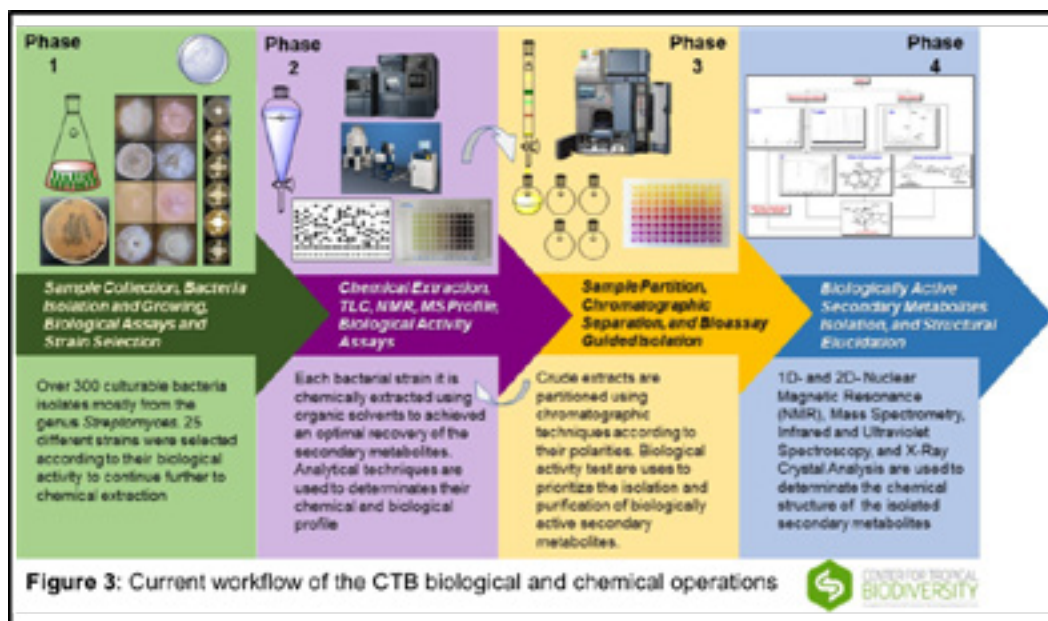 Phase
1
Phase
2
Phase
3
Phase
4
Sample Collection, Bacteria
Isolation and Growing,
Biological Assays and
Strain Selection
Chemical Extraction,
TLC, NMR, MS Profile,
Biological Activity
Assays
Sample Partition,
Chromatographic
Separation, and Bioassay
Guided Isolation
Biologically Active
Secondary Metabolites
Isolation, and Structural
Elucidation
Over 300 culturable bacteria
isolates mostly from the
genus Streptomyces. 25
different strains were selected
according to their biological
activity to continue further to
chemical extraction
Each bacterial strain it is
chemically extracted using
organic solvents to achieved
an optimal recovery of the
secondary metabolites.
Analytical techniques are
used to determinates their
chemical and biological
profile
Crude extracts are
partitioned using
chromatographic
techniques according to
their polarities. Biological
activity test are uses to
prioritize the isolation and
purification of biologically
active secondary
metabolites.
1D- and 2D- Nuclear
Magnetic Resonance
(NMR), Mass Spectrometry,
Infrared and Ultraviolet
Spectroscopy, and X-Ray
Crystal Analysis are used to
determinate the chemical
structure of the isolated
secondary metabolites
Figure 3: Current workflow of the CTB biological and chemical operations
CENTER FOR TROPICAL
BIODIVERSITY